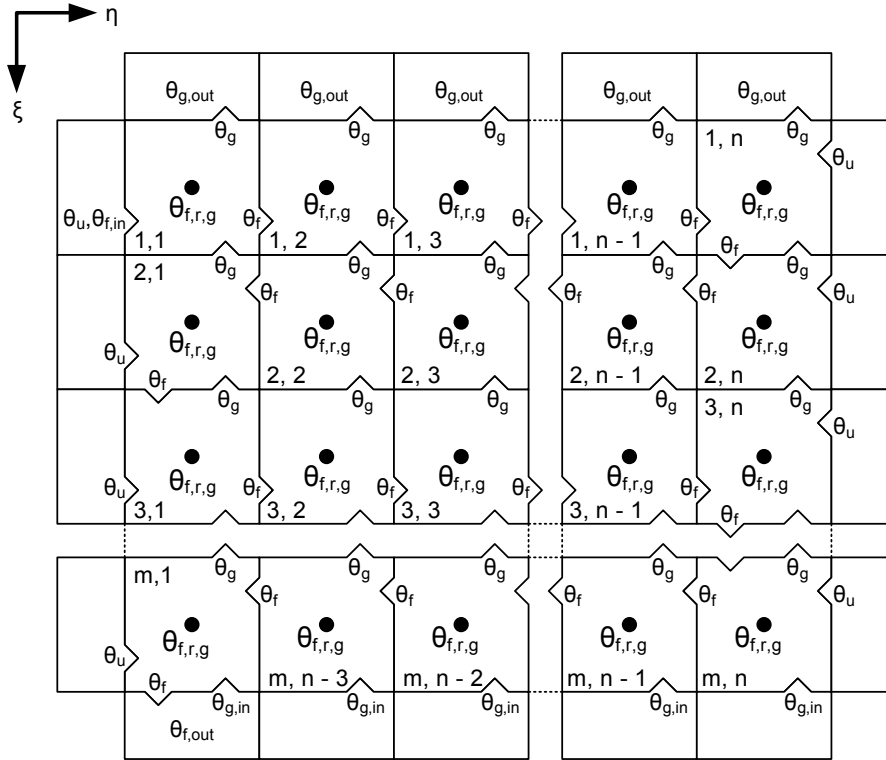 η
ξ
θg,out θg,out θg,out θg,out θg,out
θg θg θg θg 1, n θg
θu
θf,r,g θf,r,g θf,r,g θf,r,g θf,r,g
θu,θf,in θf θf θf θf
1,1 1, 2 1, 3 1, n - 1 θf
2,1 θg θg θg θg θg
θf θf θf θf θu
θf,r,g θf,r,g θf,r,g θf,r,g θf,r,g
θu
θf 2, 2 2, 3 2, n - 1 2, n
θg θg θg θg 3, n θg
θu
θf,r,g θf,r,g θf,r,g θf,r,g θf,r,g
θu θf θf θf
3,1 3, 2 3, 3 3, n - 1 θf
m,1 θg θg θg θg θg
θf θf θf θf θu
θf,r,g θf,r,g θf,r,g θf,r,g θf,r,g
θu
θf m, n - 3 m, n - 2 m, n - 1 m, n
θg,in θg,in θg,in θg,in θg,in
θf,out